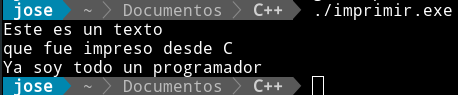 jose ~ Documentos C++ ./imprimir.exe
Este es un texto
que fue impreso desde C
Ya soy todo un programador
jose ~ Documentos C++